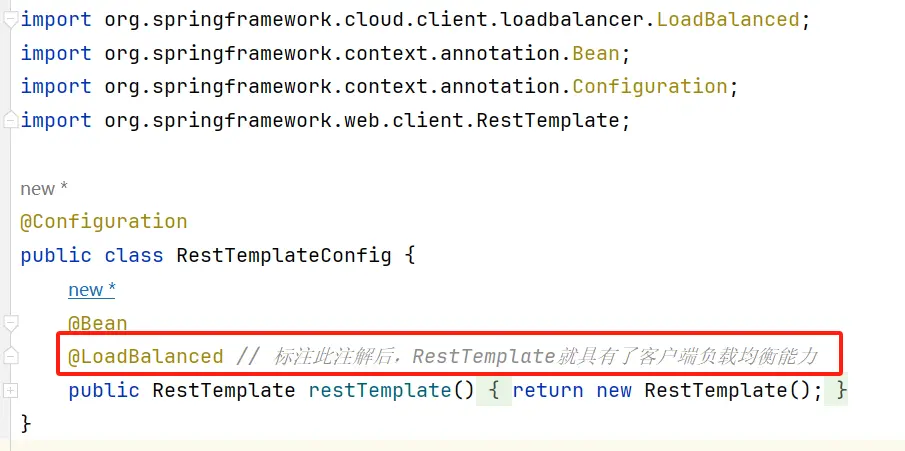 import org.springframework.cloud.client.loadbalancer.LoadBalanced;
import org.springframework.context.annotation.Bean;
import org.springframework.context.annotation.Configuration;
import org.springframework.web.client.RestTemplate;
new *
@Configuration
public class RestTemplateConfig {
new *
@Bean
@LoadBalanced // 标注此注解后，RestTemplate就具有了客户端负载均衡能力
public RestTemplate restTemplate() { return new RestTemplate(); }
}